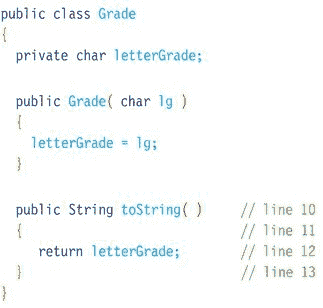 public class Grade
{
private char letterGrade;
public Grade( char lg )
{
letterGrade = lg;
}
public String toString( ) // line 10
{ // line 11
return letterGrade; // line 12
} // line 13
}